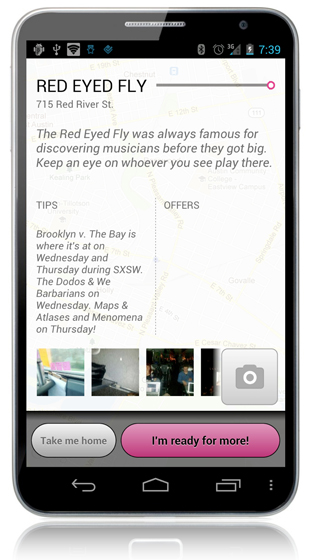 3G 7:39
RED EYED FLY
715 Red River St.
The Red Eyed Fly was always famous for
discovering musicians before they got big.
Keep an eye on whoever you see play there.
TIPS
OFFERS
Brooklyn v. The Bay is
where it's at on
Wednesday and
Thursday during SXSW.
The Dodos & We
Barbarians on
Wednesday. Maps &
Atlases and Menomena
on Thursday!
Take me home
I'm ready for more!